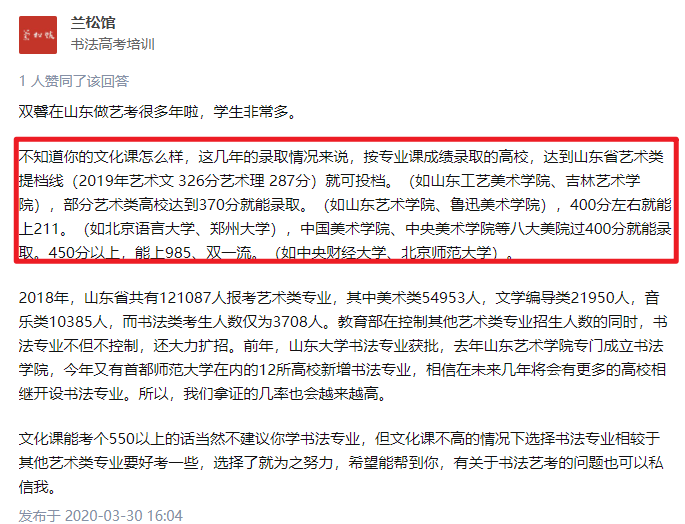 兰松馆
兰松馆
书法高考培训
1 人赞同了该回答
双馨在山东做艺考很多年啦，学生非常多。
不知道你的文化课怎么样，这几年的录取情况来说，按专业课成绩录取的高校，达到山东省艺术类
提档线（2019年艺术文 326分艺术理 287分）就可投档。（如山东工艺美术学院、吉林艺术学
院），部分艺术类高校达到370分就能录取。（如山东艺术学院、鲁迅美术学院），400分左右就能
上211。（如北京语言大学、郑州大学），中国美术学院、中央美术学院等八大美院过400分就能录
取。450分以上，能上985、双一流。（如中央财经大学、北京师范大学）。
2018年，山东省共有121087人报考艺术类专业，其中美术类54953人，文学编导类21950人，音
乐类10385人，而书法类考生人数仅为3708人。教育部在控制其他艺术类专业招生人数的同时，书
法专业不但不控制，还大力扩招。前年，山东大学书法专业获批，去年山东艺术学院专门成立书法
学院，今年又有首都师范大学在内的12所高校新增书法专业，相信在未来几年将会有更多的高校相
继开设书法专业。所以，我们拿证的几率也会越来越高。
文化课能考个550以上的话当然不建议你学书法专业，但文化课不高的情况下选择书法专业相较于
其他艺术类专业要好考一些，选择了就为之努力，希望能帮到你，有关于书法艺考的问题也可以私
信我。
发布于 2020-03-30 16:04